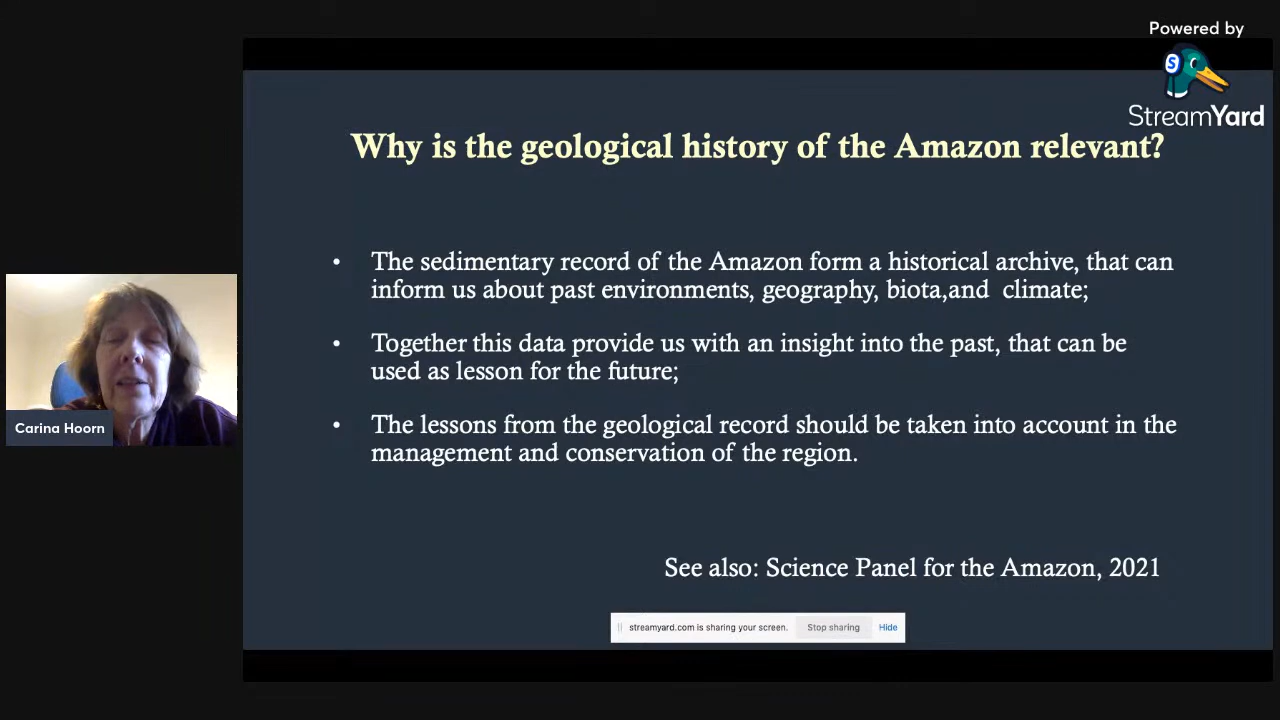 Powered by
S
StreamYard
Why is the geological history of the Amazon relevant?
• The sedimentary record of the Amazon form a historical archive, that can
inform us about past environments, geography, biota,and climate;
• Together this data provide us with an insight into the past, that can be
used as lesson for the future;
• The lessons from the geological record should be taken into account in the
management and conservation of the region.
Carina Hoorn
See also: Science Panel for the Amazon, 2021
streamyard.com is sharing your screen. Stop sharing Hide